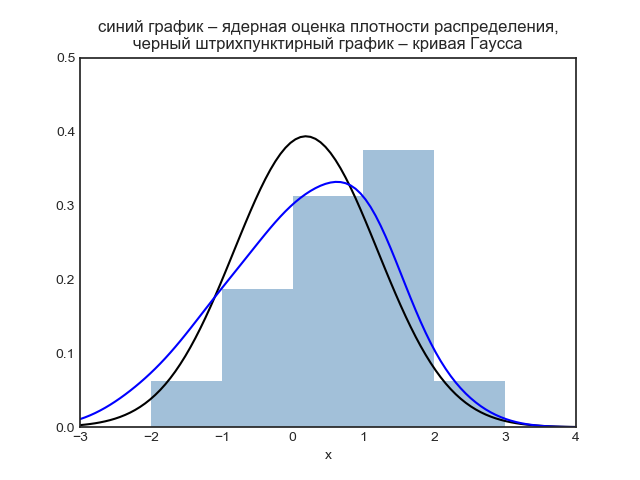 синий график – ядерная оценка плотности распределения,
черный штрихпунктирный график – кривая Гаусса
0.5
0.4
0.3
0.2
0.1
0.0
−3 −2 −1 0 1 2 3 4
x